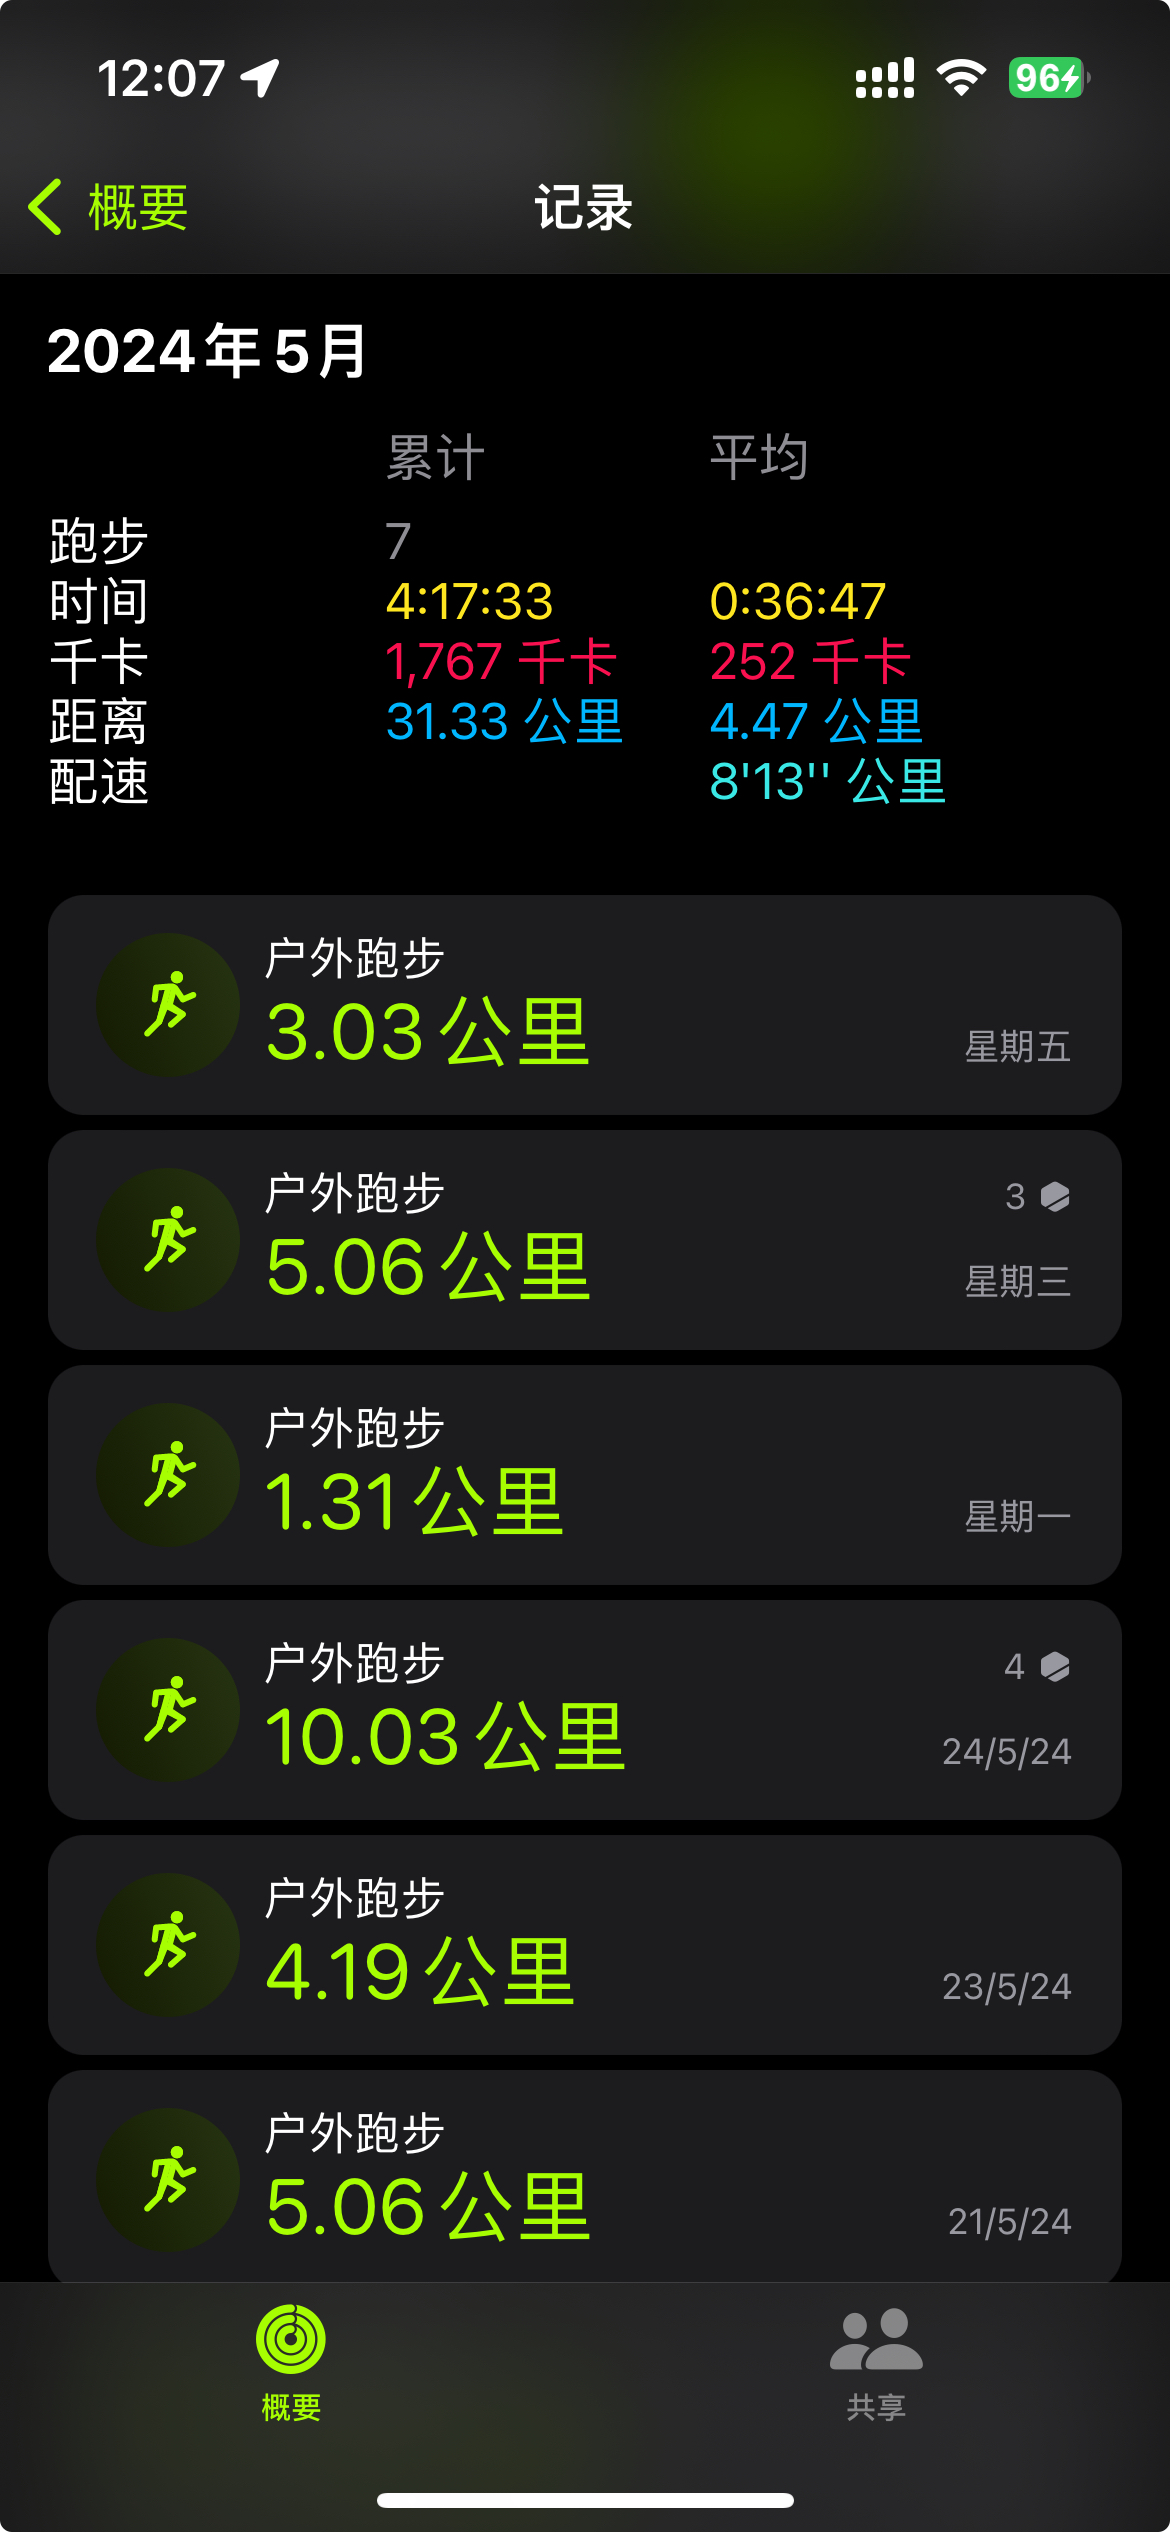 12:07
96
概要
记录
2024年 5月
累计 平均
跑步 7
时间 4:17:33 0:36:47
千卡 1,767 千卡 252 千卡
距离 31.33 公里 4.47 公里
配速 8'13'' 公里
户外跑步
3.03 公里
星期五
户外跑步
3
5.06 公里
星期三
户外跑步
1.31 公里
星期一
户外跑步
4
10.03 公里
24/5/24
户外跑步
4.19 公里
23/5/24
户外跑步
5.06 公里
21/5/24
概要 共享